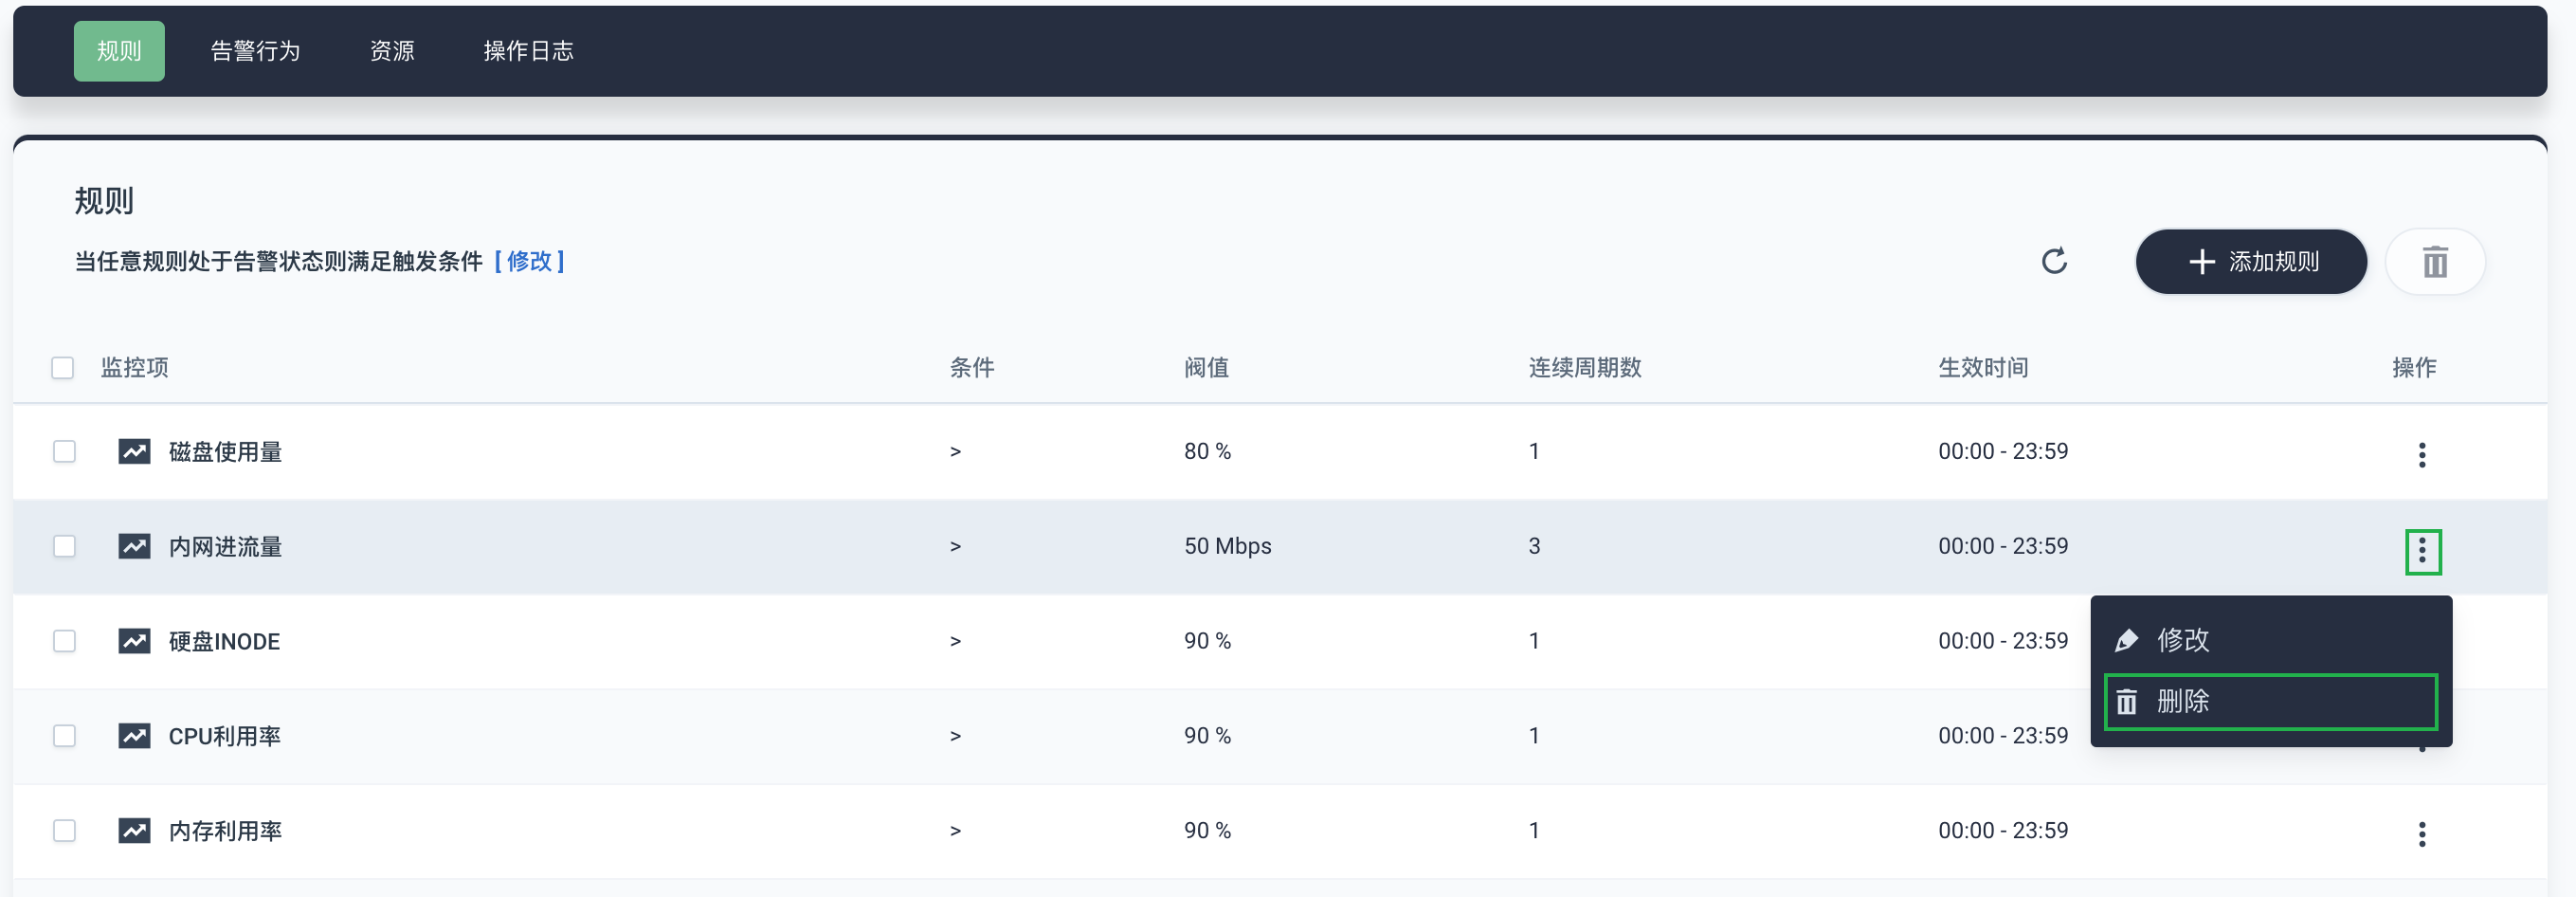 规则 告警行为 资源 操作日志
规则
当任意规则处于告警状态则满足触发条件 [ 修改 ]
添加规则
监控项 条件 阀值 连续周期数 生效时间 操作
磁盘使用量 > 80 % 1 00:00 - 23:59
内网进流量 > 50 Mbps 3 00:00 - 23:59
硬盘INODE > 90 % 1 00:00 - 23:59
修改
删除
CPU利用率 > 90 % 1 00:00 - 23:59
内存利用率 > 90 % 1 00:00 - 23:59